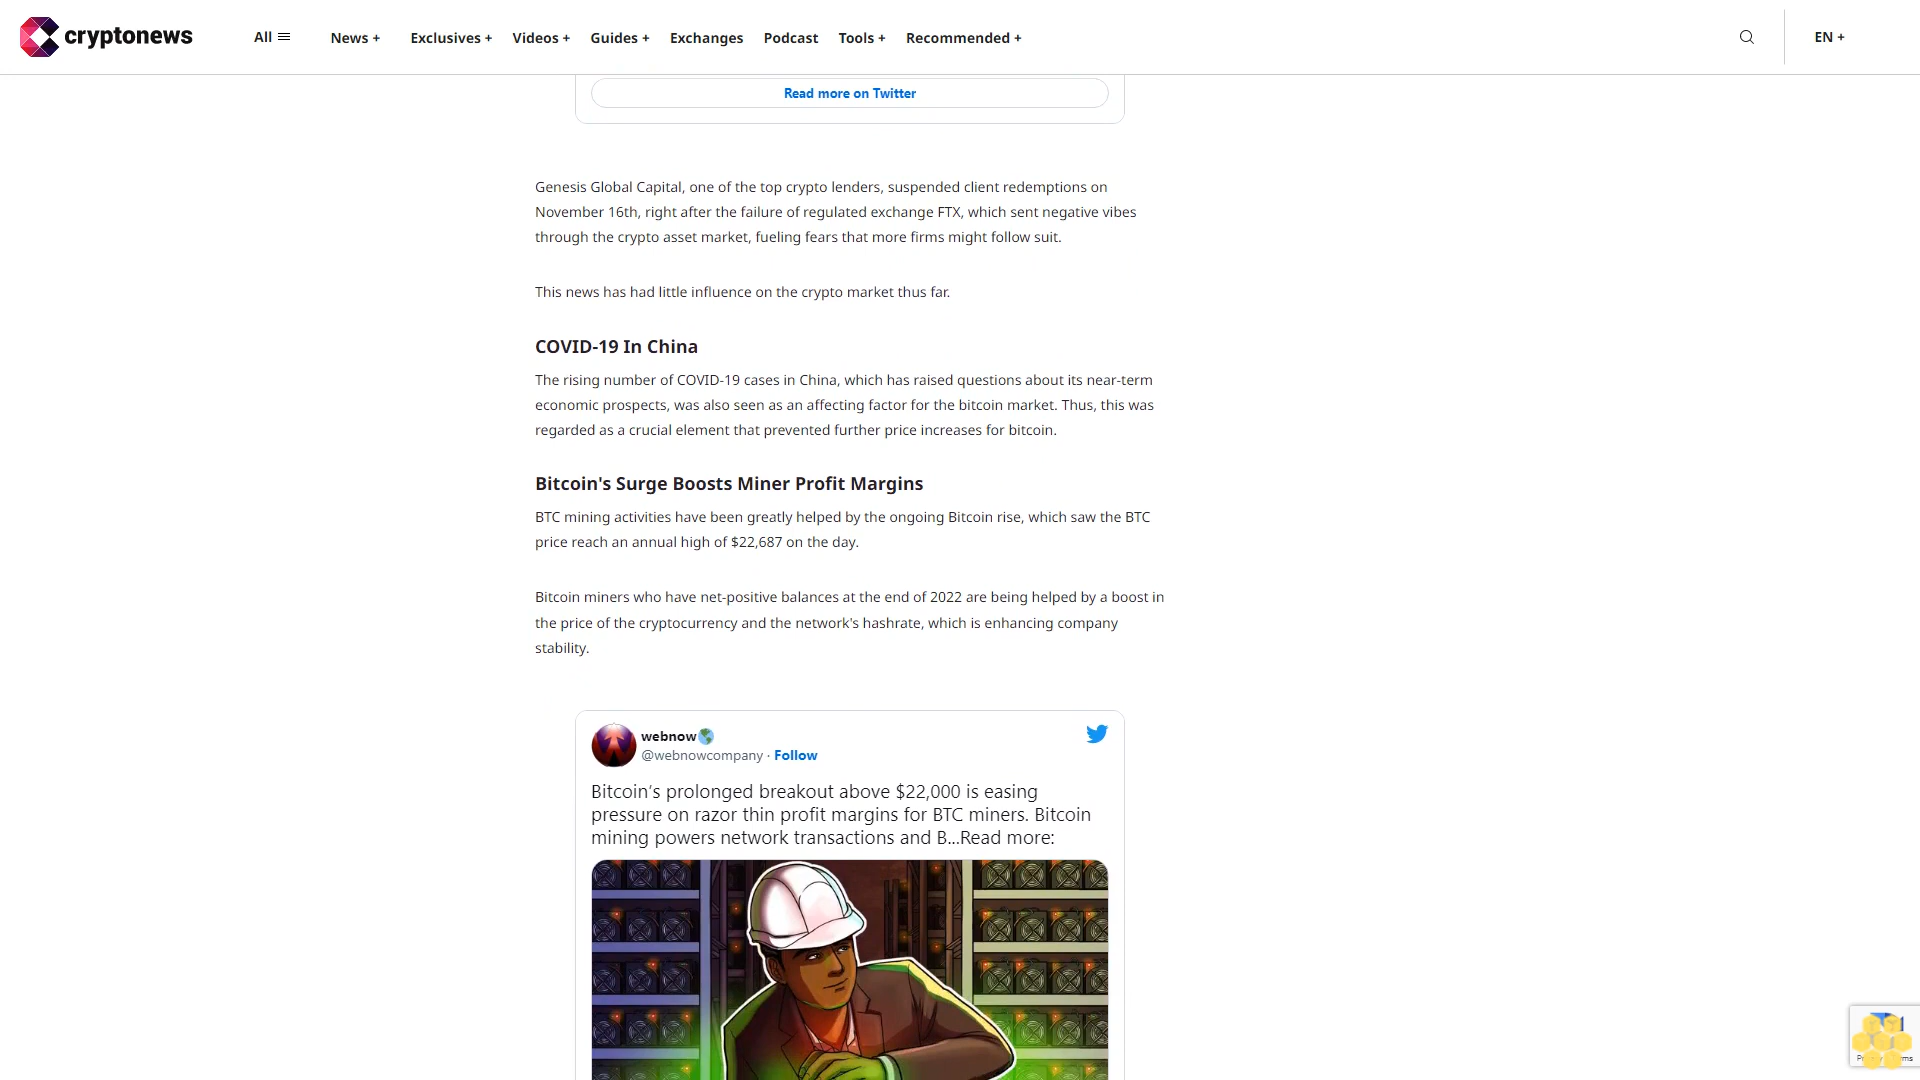 cryptonews
All
News +
Exclusives +
Videos +
Guides +
Exchanges
Podcast
Tools +
Recommended +
EN +
Read more on Twitter
Genesis Global Capital, one of the top crypto lenders, suspended client redemptions on
November 16th, right after the failure of regulated exchange FTX, which sent negative vibes
through the crypto asset market, fueling fears that more firms might follow suit.
This news has had little influence on the crypto market thus far.
COVID-19 In China
The rising number of COVID-19 cases in China, which has raised questions about its near-term
economic prospects, was also seen as an affecting factor for the bitcoin market. Thus, this was
regarded as a crucial element that prevented further price increases for bitcoin.
Bitcoin's Surge Boosts Miner Profit Margins
BTC mining activities have been greatly helped by the ongoing Bitcoin rise, which saw the BTC
price reach an annual high of $22,687 on the day.
Bitcoin miners who have net-positive balances at the end of 2022 are being helped by a boost in
the price of the cryptocurrency and the network's hashrate, which is enhancing company
stability.
webnow
@webnowcompany · Follow
Bitcoin's prolonged breakout above $22,000 is easing
pressure on razor thin profit margins for BTC miners. Bitcoin
mining powers network transactions and B...Read more: